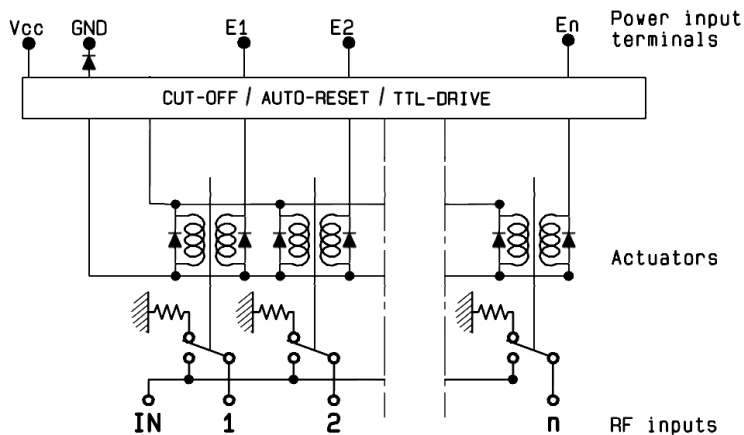 Vcc GND E1 E2 En Power input
terminals
CUT-OFF / AUTO-RESET / TTL-DRIVE
Actuators
IN 1 2 n RF inputs